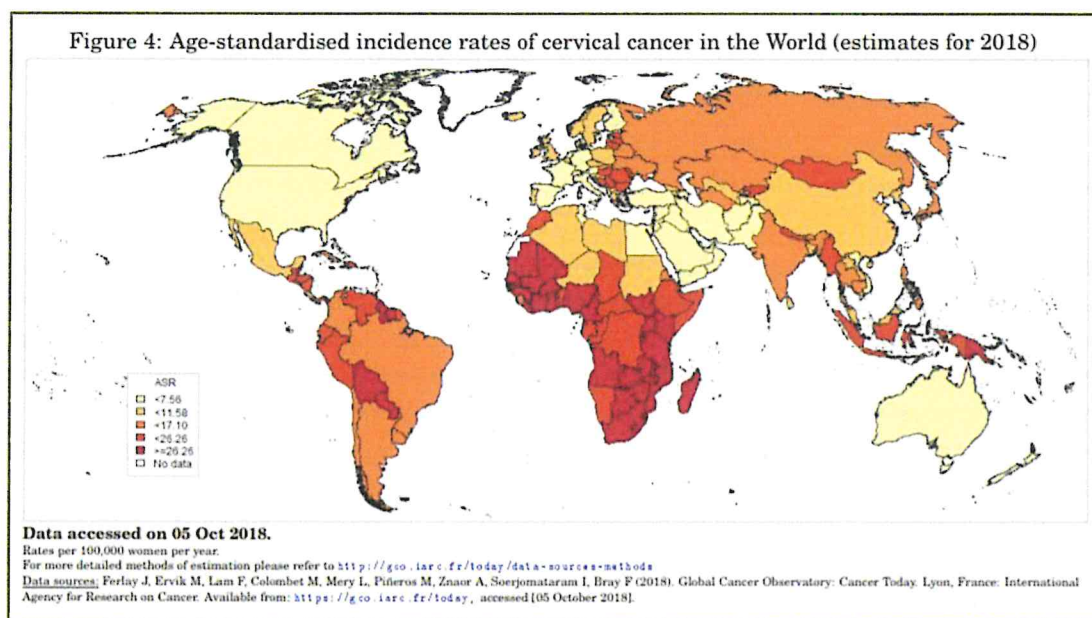 Figure 4: Age-standardised incidence rates of cervical cancer in the World (estimates for 2018)
ASR
<7.56
<11.58
<17.10
<26.26
>=26.26
No data
Data accessed on 05 Oct 2018.
Rates per 100,000 women per year.
For more detailed methods of estimation please refer to http://gco.iarc.fr/today/data-sources-methods
Data sources: Ferlay J, Ervik M, Lam F, Colombet M, Mery L, Piñeros M, Znaor A, Soerjomataram I, Bray F (2018). Global Cancer Observatory: Cancer Today. Lyon, France: International
Agency for Research on Cancer. Available from: https://gco.iarc.fr/today, accessed [05 October 2018].